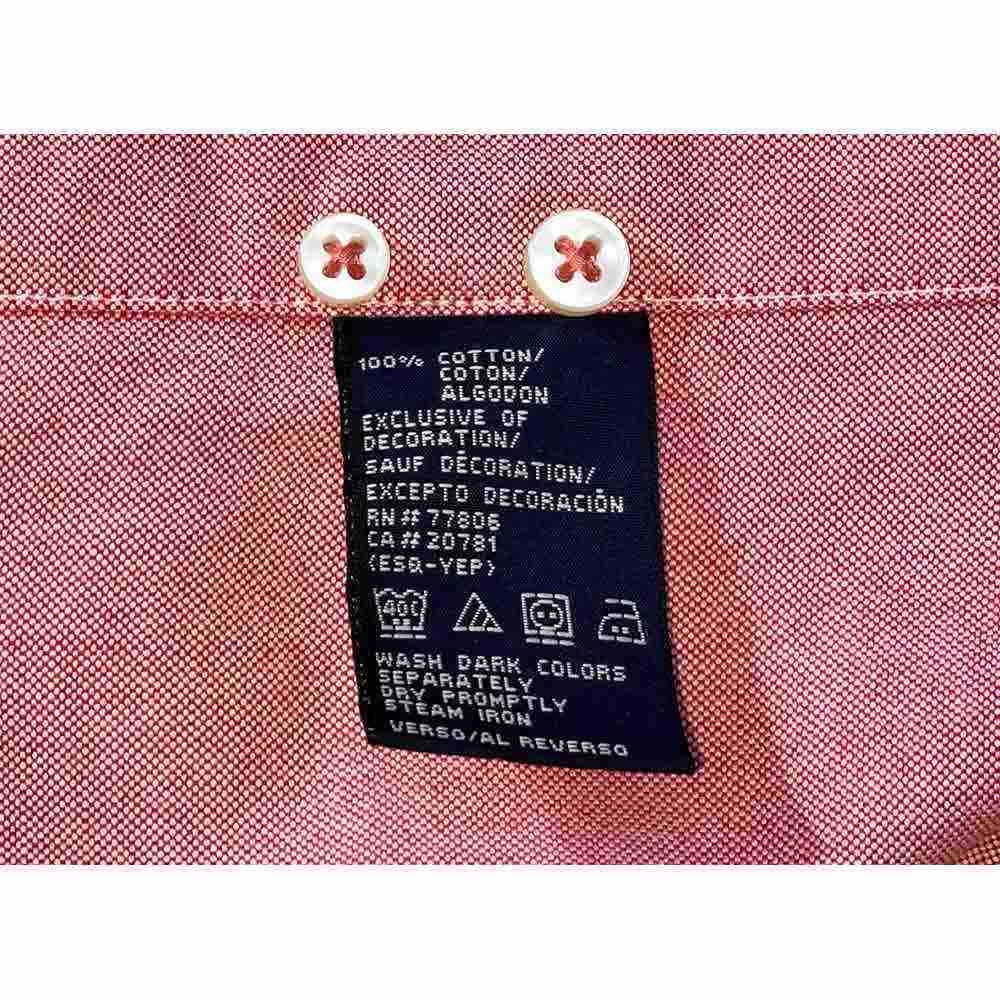 100% COTTON/
COTON/
ALGODON
EXCLUSIVE OF
DECORATION/
SAUF DÉCORATION/
EXCEPTO DECORACIÓN
RN# 77806
CA# 20781
(ESQ-YEP)
40C
WASH DARK COLORS
SEPARATELY
DRY PROMPTLY
STEAM IRON
VERSO/AL REVERSO